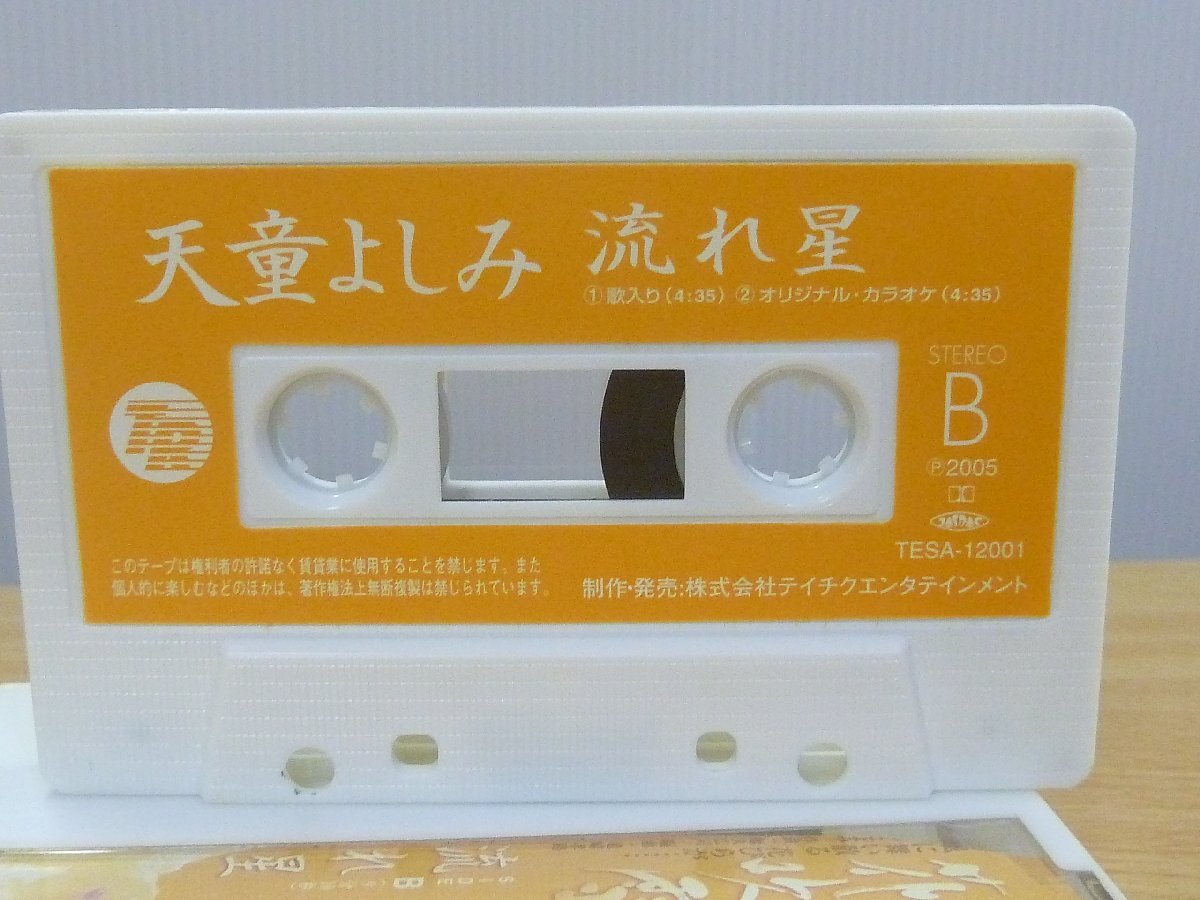 天童よしみ 流れ星
①歌入り(4:35) ②オリジナル・カラオケ(4:35)
STEREO
B
℗2005
JASRAC
TESA-12001
このテープは権利者の許諾なく賃貸業に使用することを禁じます。また
個人的に楽しむなどのほかは、著作権法上無断複製は禁じられています。
制作・発売:株式会社テイチクエンタテインメント
流れ星
SIDE B